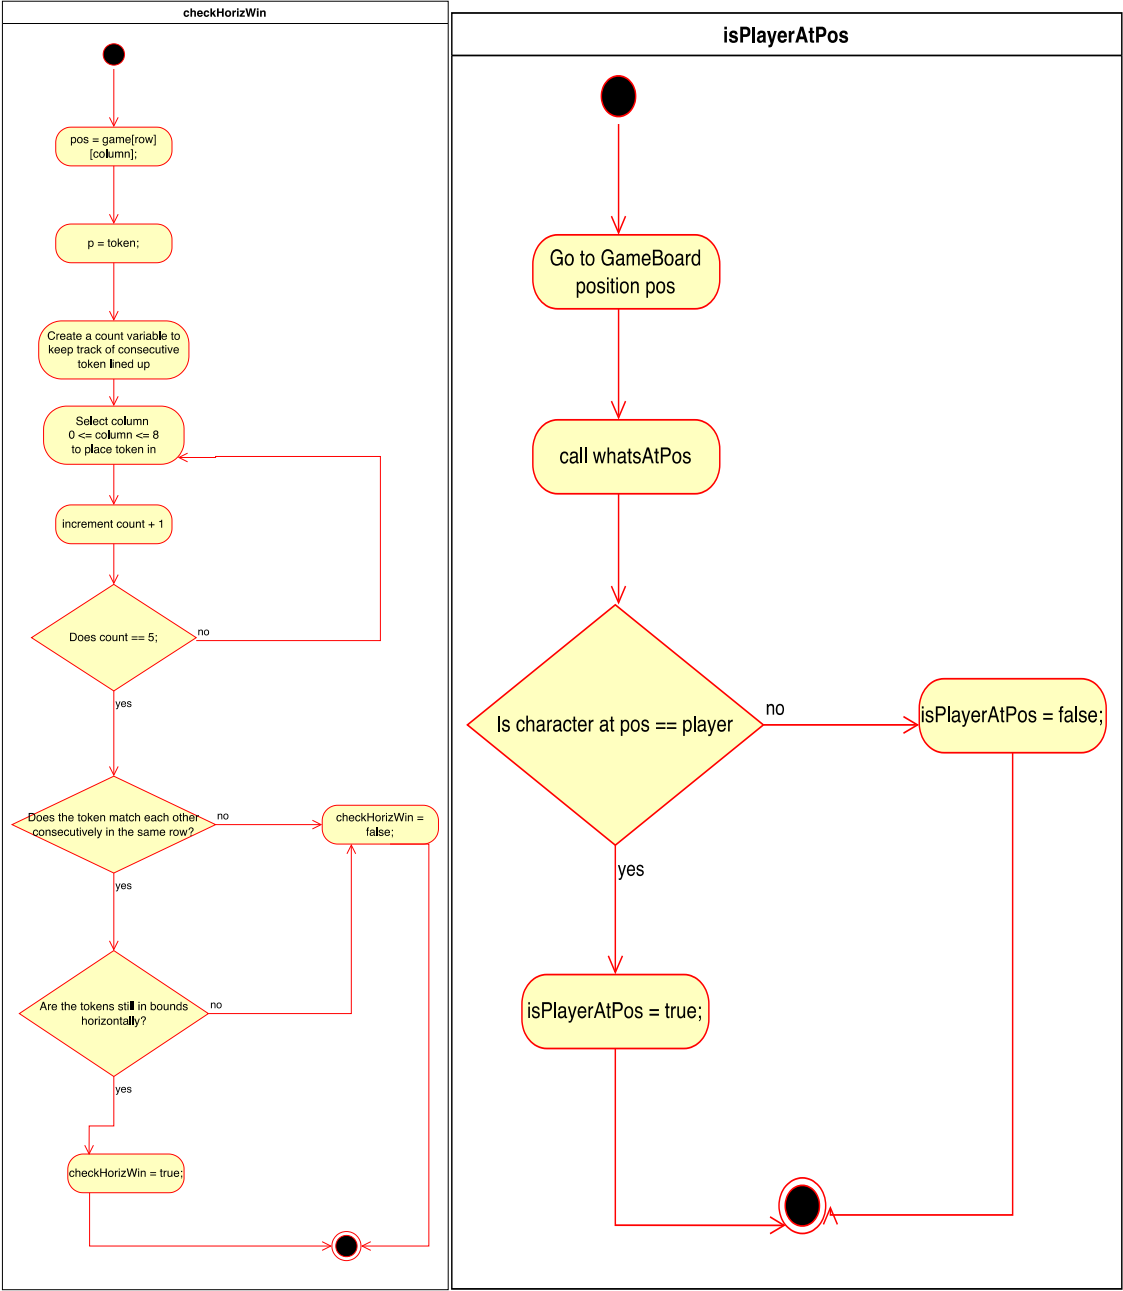 checkHorizWin
pos = game[row]
[column];
p = token;
Create a count variable to
keep track of consecutive
token lined up
Select column
0 <= column <= 8
to place token in
increment count + 1
Does count == 5;
no
yes
Does the token match each other
consecutively in the same row?
no
checkHorizWin =
false;
yes
Are the tokens still in bounds
horizontally?
no
yes
checkHorizWin = true;
isPlayerAtPos
Go to GameBoard
position pos
call whatsAtPos
Is character at pos == player
no
isPlayerAtPos = false;
yes
isPlayerAtPos = true;